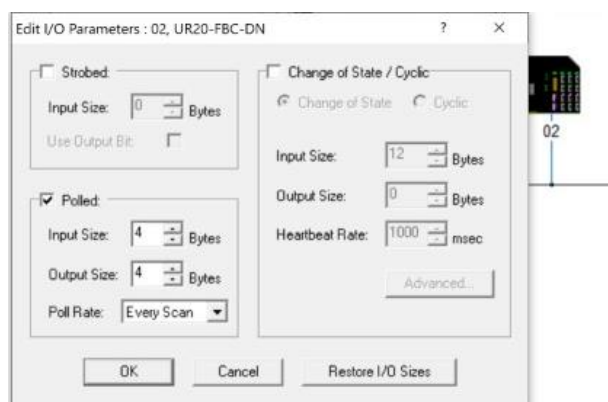 Edit I/O Parameters : 02, UR20-FBC-DN ? ×
Strobed:
Input Size: 0 Bytes
Use Output Bit:
Polled:
Input Size: 4 Bytes
Output Size: 4 Bytes
Poll Rate: Every Scan
Change of State / Cyclic
Change of State Cyclic
Input Size: 12 Bytes
Output Size: 0 Bytes
Heartbeat Rate: 1000 msec
Advanced...
OK Cancel Restore I/O Sizes
02